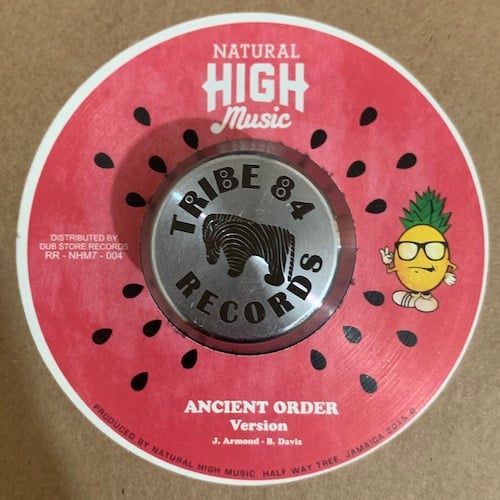 NATURAL
HIGH
Music
TRIBE 84
RECORDS
DISTRIBUTED BY
DUB STORE RECORDS
RR - NHM7 - 004
ANCIENT ORDER
Version
J. Armond - B. Davis
PRODUCED BY NATURAL HIGH MUSIC, HALF WAY TREE, JAMAICA 2015 ®